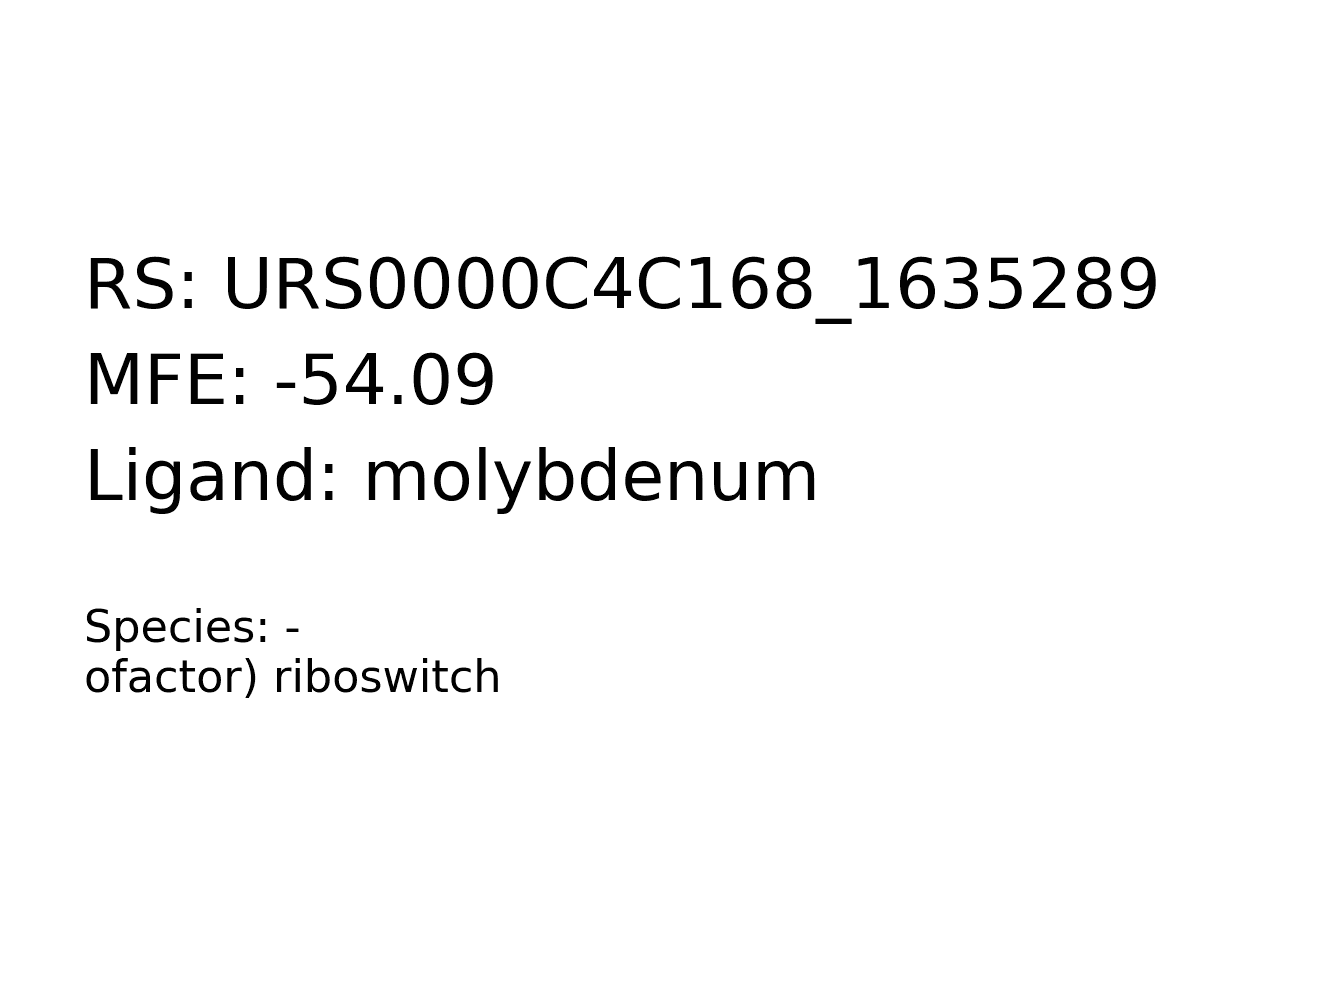 RS: URS0000C4C168_1635289
MFE: -54.09
Ligand: molybdenum
Species: -
ofactor) riboswitch